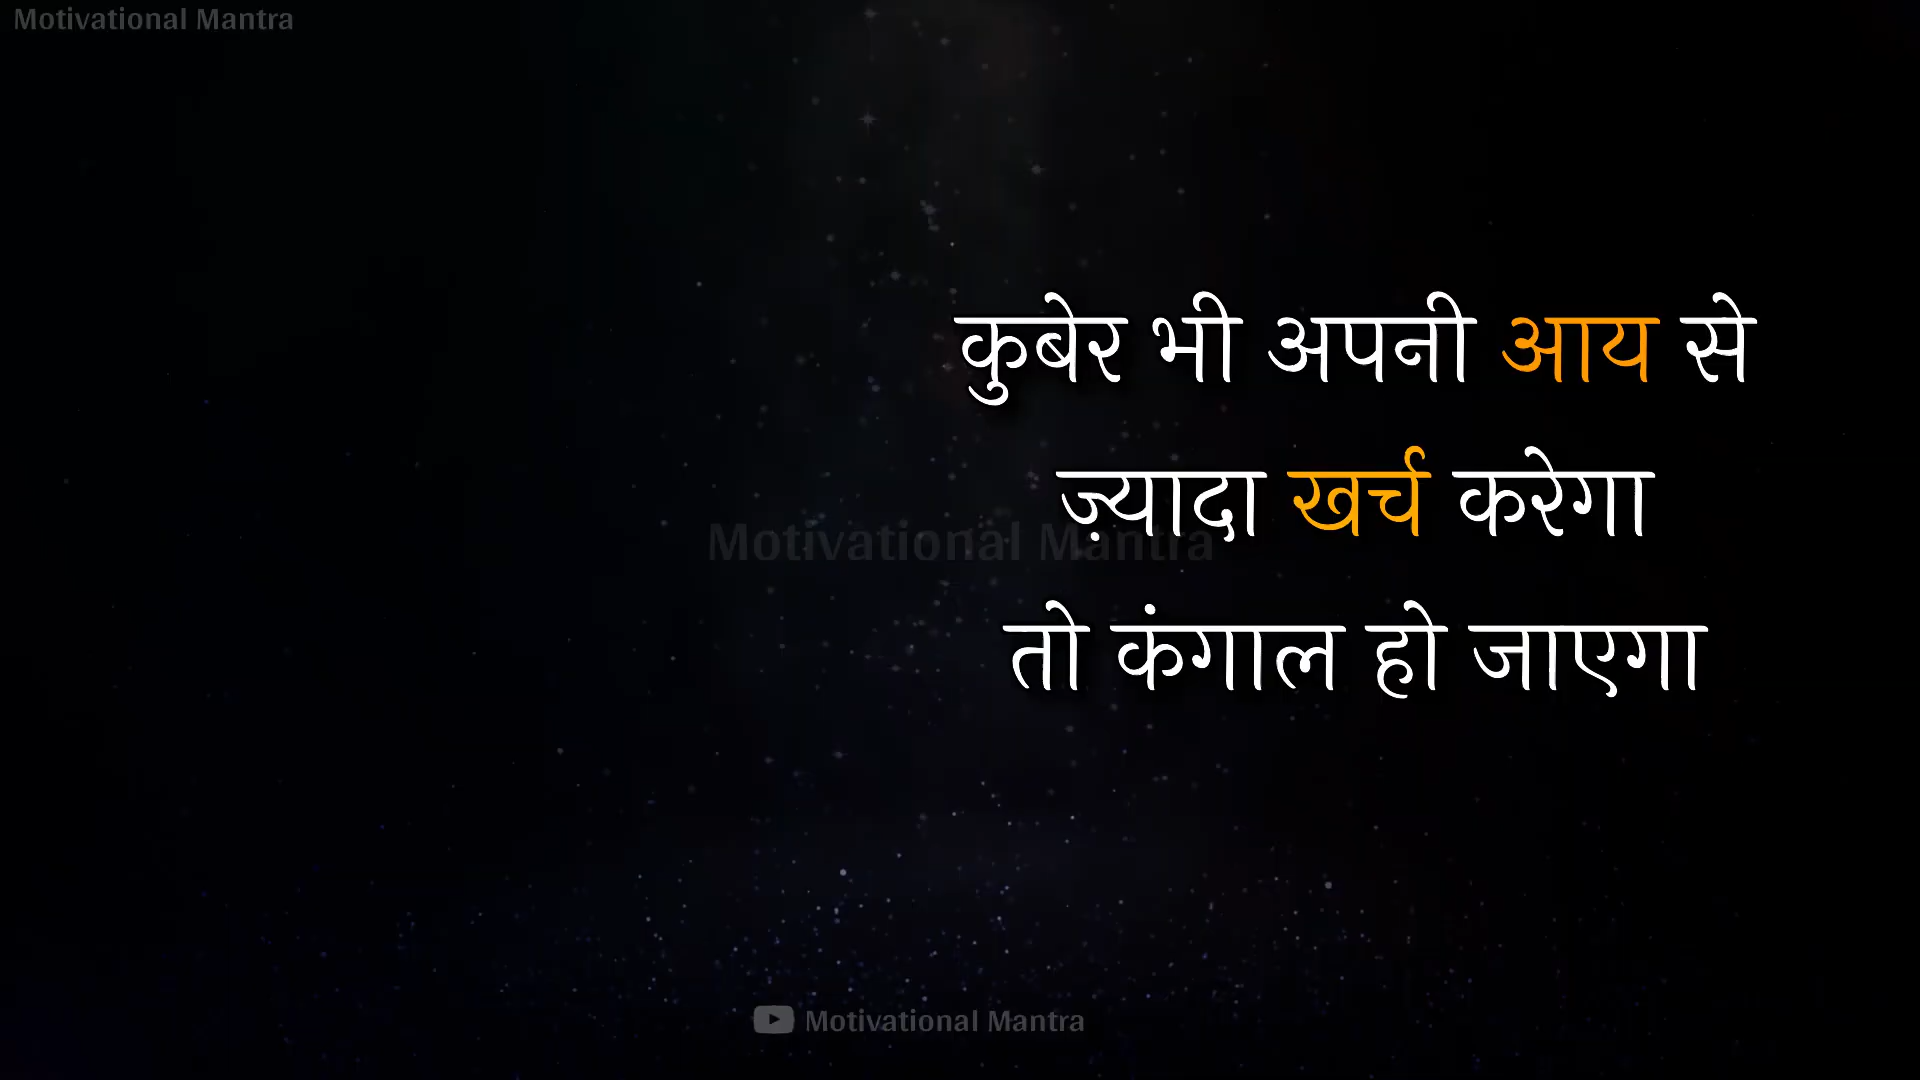 Motivational Mantra
कुबेर भी अपनी आय से
ज़्यादा खर्च करेगा
Motivational Mantra
तो कंगाल हो जाएगा
Motivational Mantra